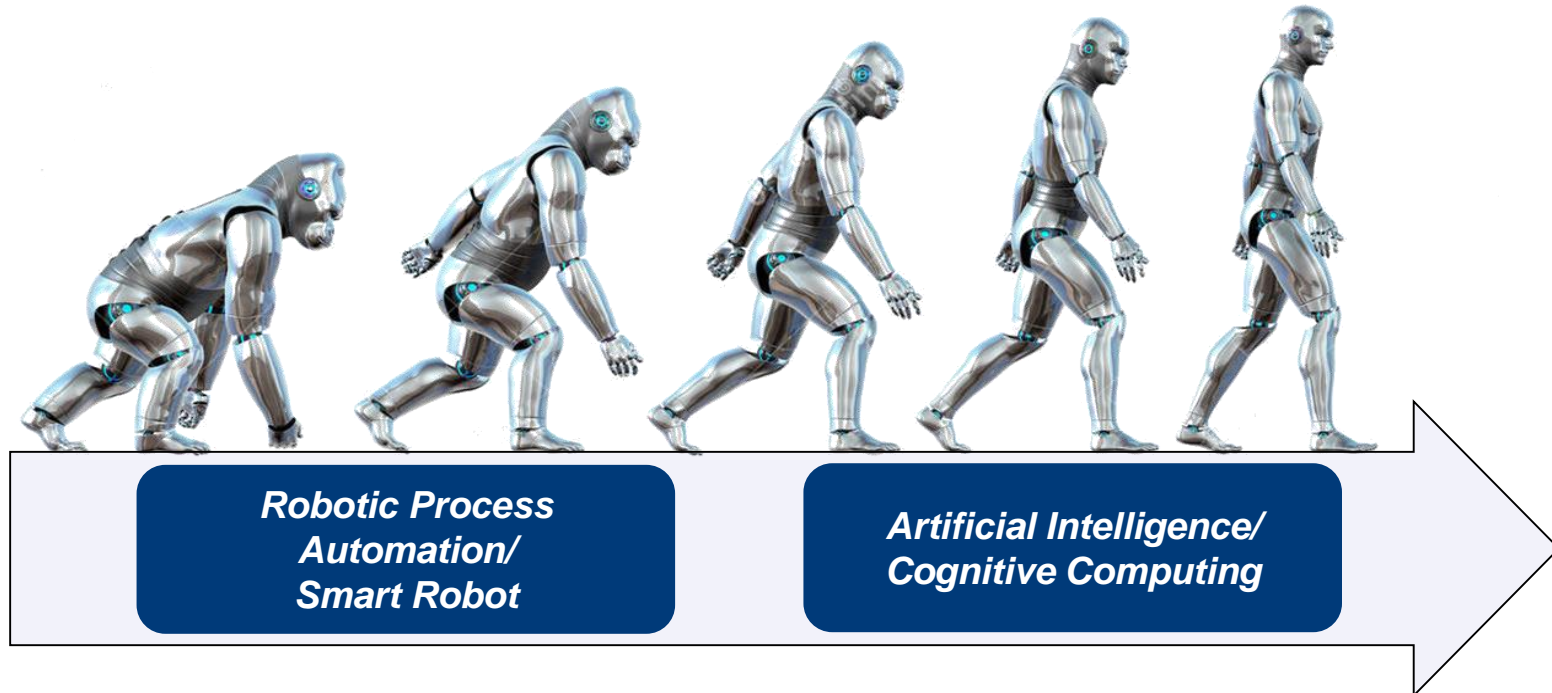 Robotic Process
Automation/
Smart Robot
Artificial Intelligence/
Cognitive Computing